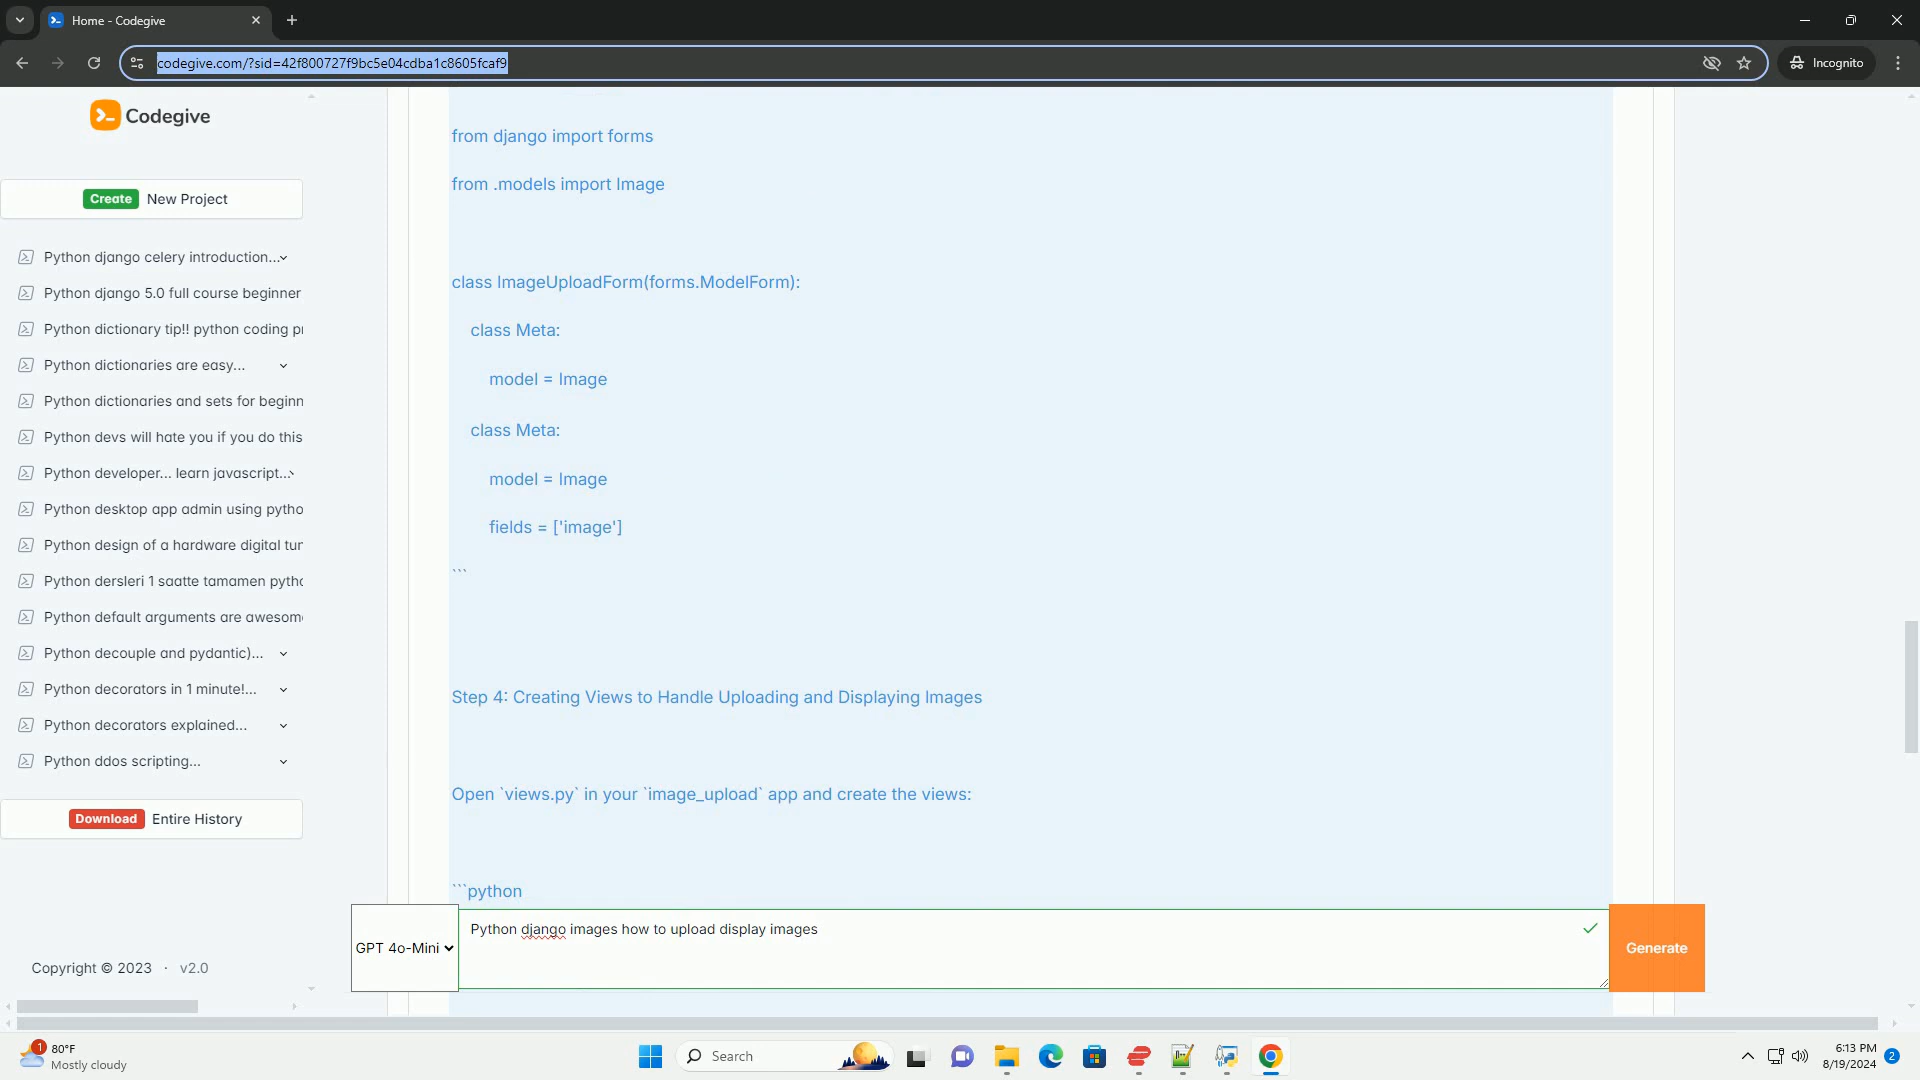 Home - Codegive
codegive.com/?sid=42f800727f9bc5e04cdba1c8605fcaf9
Incognito
Codegive
Create New Project
Python django celery introduction...
Python django 5.0 full course beginner
Python dictionary tip!! python coding pr
Python dictionaries are easy...
Python dictionaries and sets for beginn
Python devs will hate you if you do this
Python developer... learn javascript...
Python desktop app admin using pytho
Python design of a hardware digital tun
Python dersleri 1 saatte tamamen pytho
Python default arguments are awesome
Python decouple and pydantic)...
Python decorators in 1 minute!...
Python decorators explained...
Python ddos scripting...
Download Entire History
Copyright © 2023 · v2.0
from django import forms
from .models import Image
class ImageUploadForm(forms.ModelForm):
class Meta:
model = Image
class Meta:
model = Image
fields = ['image']
```
Step 4: Creating Views to Handle Uploading and Displaying Images
Open `views.py` in your `image_upload` app and create the views:
```python
GPT 4o-Mini
Python django images how to upload display images
Generate
1
80°F
Mostly cloudy
Search
6:13 PM
8/19/2024
2